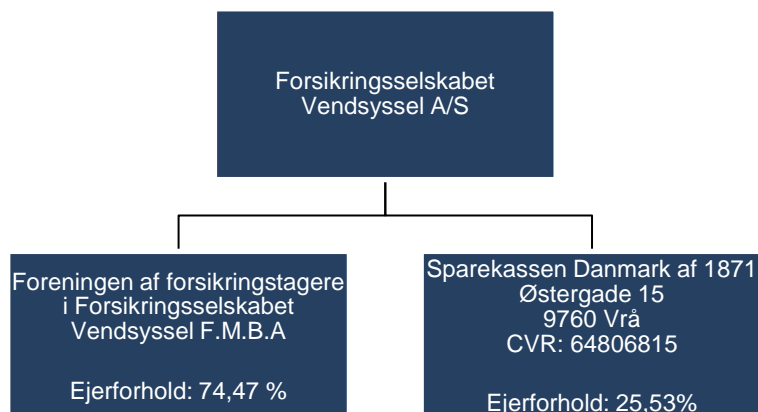 Forsikringsselskabet
Vendsyssel A/S
Foreningen af forsikringstagere
i Forsikringsselskabet
Vendsyssel F.M.B.A
Ejerforhold: 74,47 %
Sparekassen Danmark af 1871
Østergade 15
9760 Vrå
CVR: 64806815
Ejerforhold: 25,53%